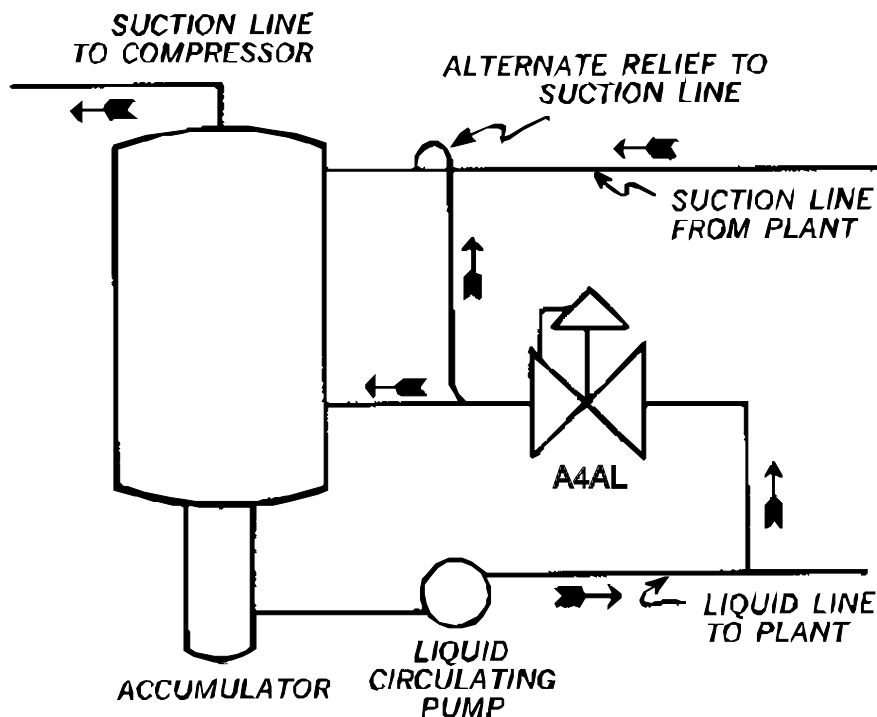 SUCTION LINE
TO COMPRESSOR
ALTERNATE RELIEF TO
SUCTION LINE
SUCTION LINE
FROM PLANT
A4AL
LIQUID LINE
TO PLANT
LIQUID
CIRCULATING
PUMP
ACCUMULATOR